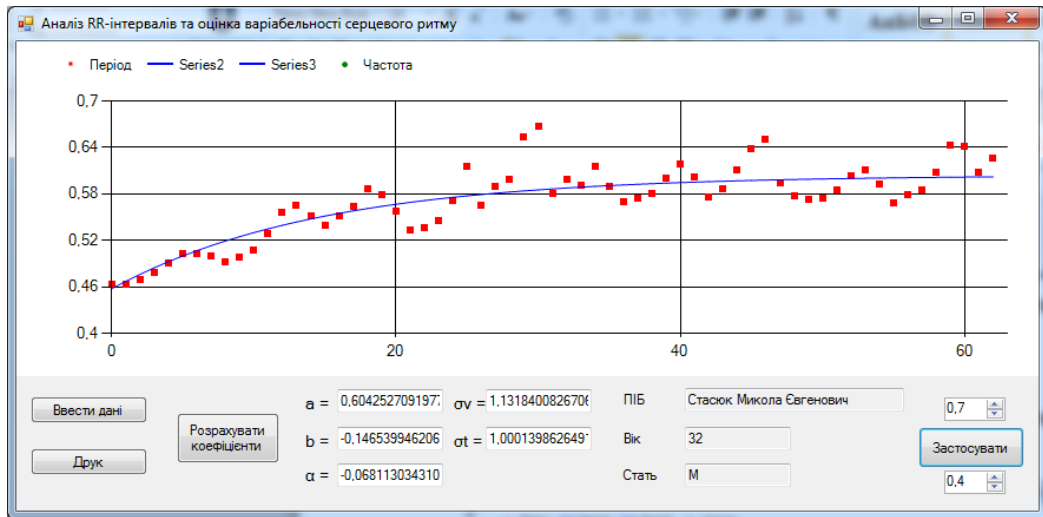 Аналіз RR-інтервалів та оцінка варіабельності серцевого ритму
Період Series2 Series3 Частота
0,7
0,64
0,58
0,52
0,46
0,4
0 20 40 60
Ввести дані
Друк
Розрахувати
коефіцієнти
a = 0,604252709197
b = -0,146539946206
α = -0,068113034310
σv = 1,1318400826706
σt = 1,000139862649
ПІБ Стасюк Микола Євгенович
Вік 32
Стать М
0,7
Застосувати
0,4